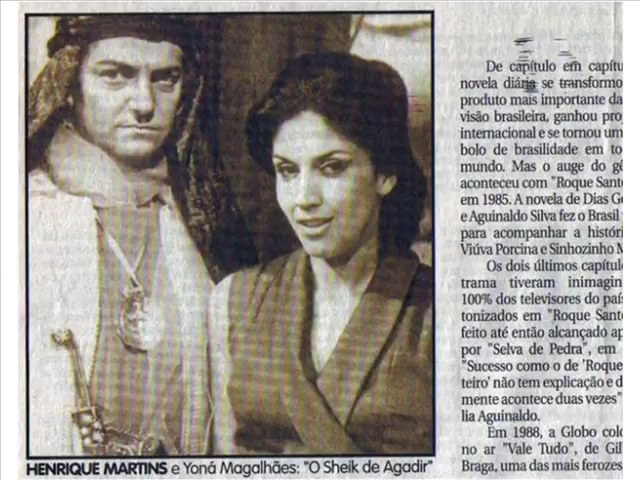 De capítulo em capítu
novela diária se transformo
produto mais importante da
visão brasileira, ganhou pro
internacional e se tornou um
bolo de brasilidade em to
mundo. Mas o auge do gê
aconteceu com "Roque Sant
em 1985. A novela de Dias Go
e Aguinaldo Silva fez o Brasil
para acompanhar a históri
Viúva Porcina e Sinhozinho M
Os dois últimos capítul
trama tiveram inimagin
100% dos televisores do paí
tonizados em "Roque Sant
feito até então alcançado ap
por "Selva de Pedra", em
"Sucesso como o de 'Roque
teiro' não tem explicação e d
mente acontece duas vezes"
lia Aguinaldo.
Em 1988, a Globo colo
no ar "Vale Tudo", de Gil
Braga, uma das mais ferozes
HENRIQUE MARTINS e Yoná Magalhães: "O Sheik de Agadir"